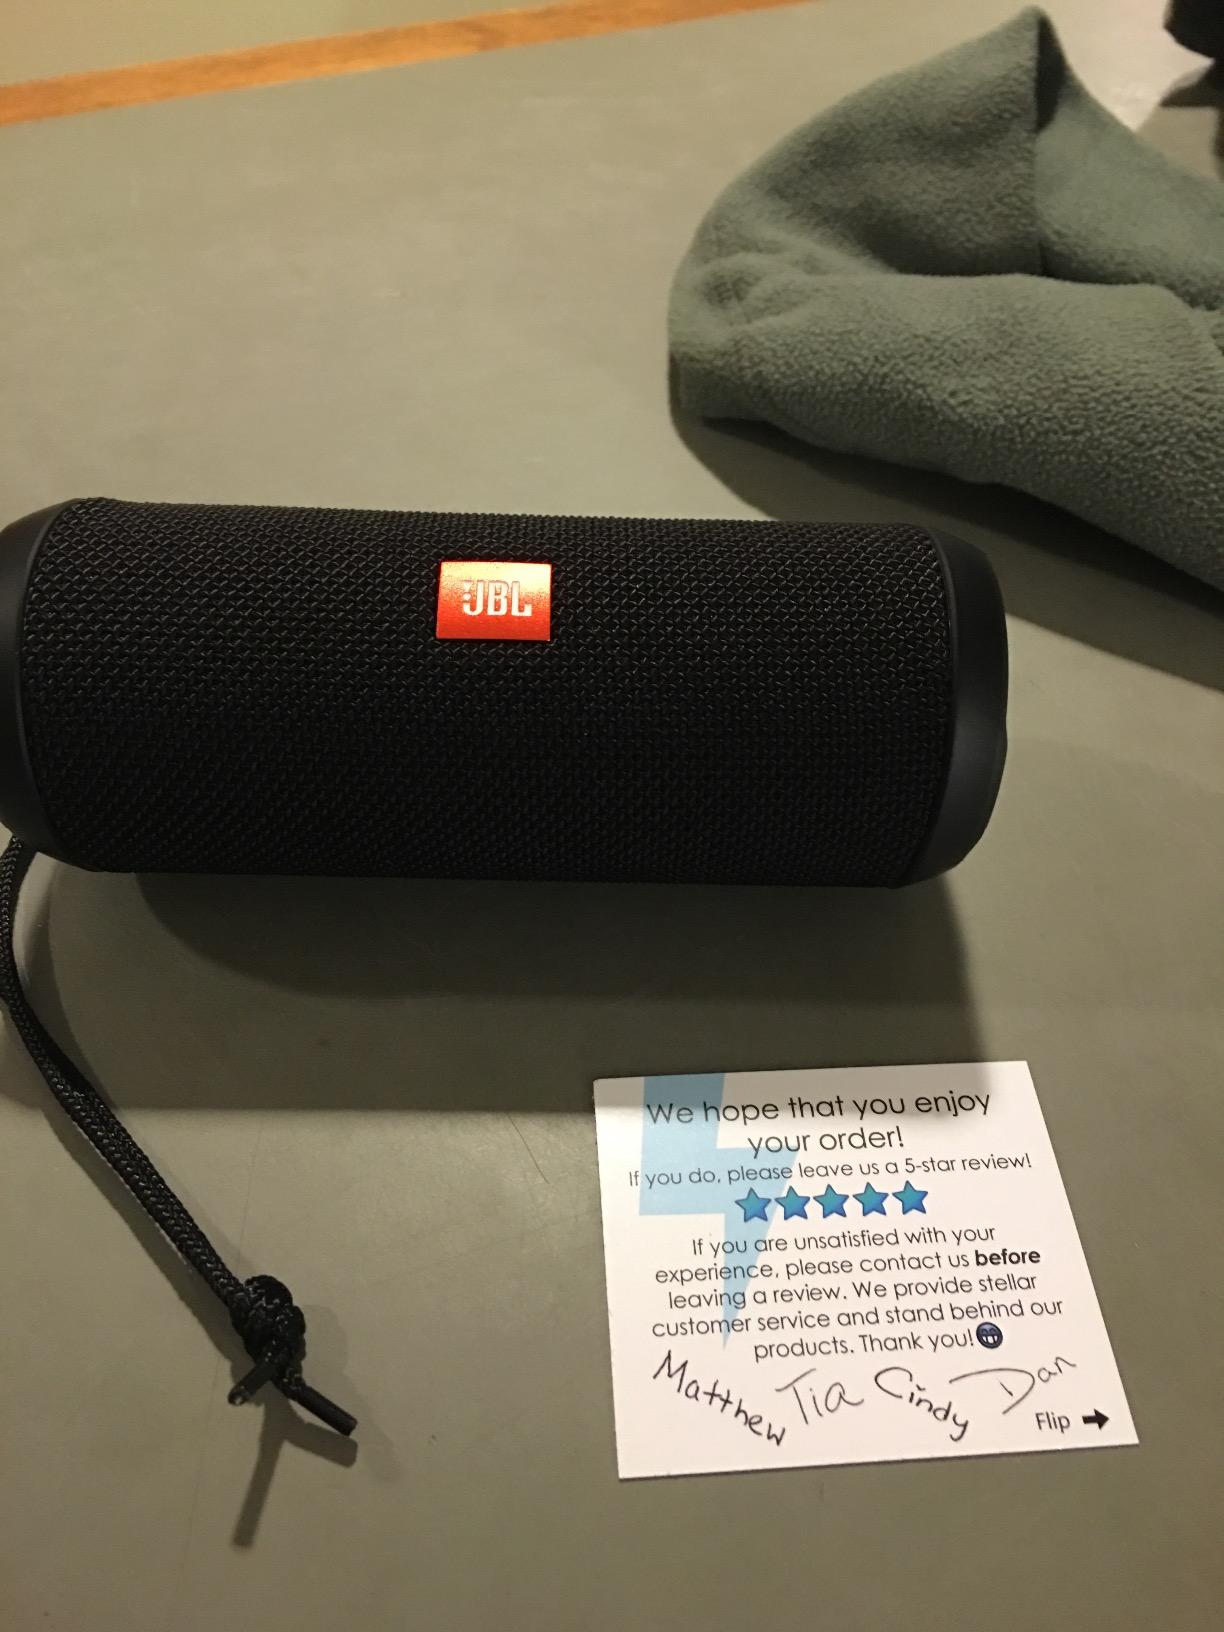 JBL
We hope that you enjoy
your order!
If you do, please leave us a 5-star review!
If you are unsatisfied with your
experience, please contact us before
leaving a review. We provide stellar
customer service and stand behind our
products. Thank you!
Matthew Tia Cindy Dan
Flip